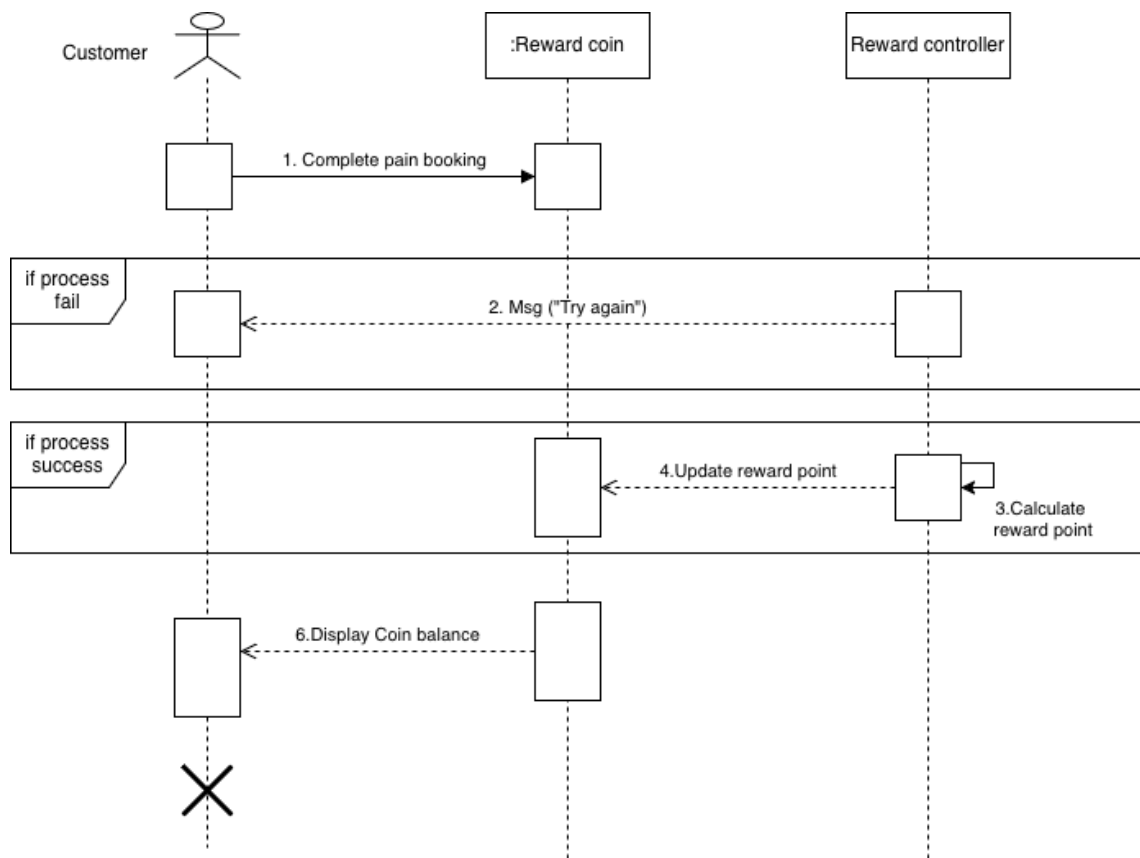 Customer
:Reward coin
Reward controller
1. Complete pain booking
if process
fail
2. Msg ("Try again")
if process
success
4.Update reward point
3.Calculate
reward point
6.Display Coin balance